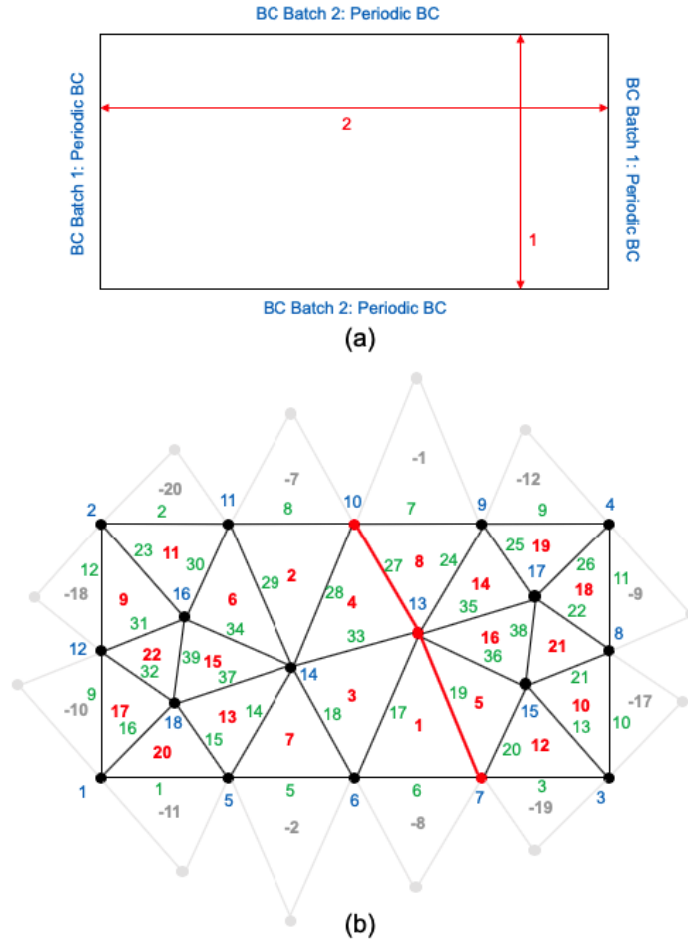 BC Batch 2: Periodic BC
BC Batch 1: Periodic BC
2
1
BC Batch 1: Periodic BC
BC Batch 2: Periodic BC
(a)
-1
-7
-20
-12
2 2 11 8 10 7 9 9 4
23 11 30 2 27 8 24 25 19 26
12 29 28 17 11
-18 9 16 6 4 13 14 18 -9
31 34 33 35 16 38 22
12 22 39 15 36 21 8
32 37 14 3 15 21
9 17 18 13 14 18 17 19 5 10 -17
-10 16 20 13 10
20 15 7 1 12
1 1 5 5 6 6 7 3 3
-11 -2 -8 -19
(b)